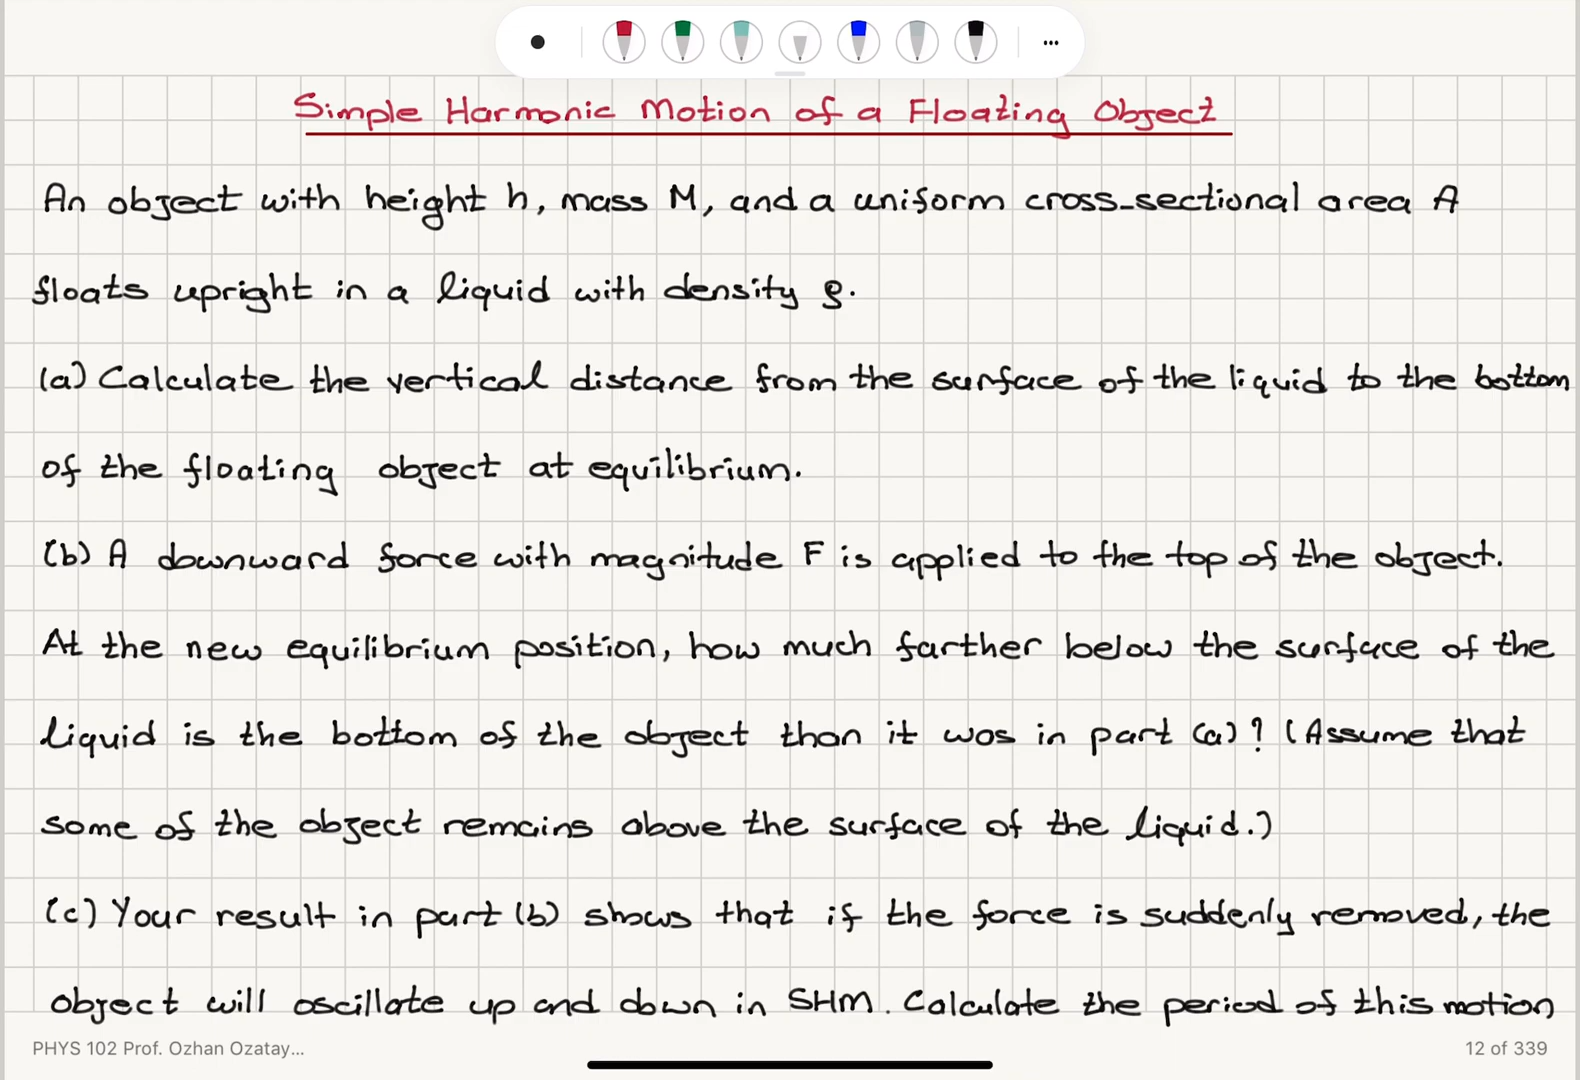 Simple Harmonic Motion of a Floating Object
An object with height h, mass M, and a uniform cross-sectional area A
floats upright in a liquid with density ρ.
(a) Calculate the vertical distance from the surface of the liquid to the bottom
of the floating object at equilibrium.
(b) A downward force with magnitude F is applied to the top of the object.
At the new equilibrium position, how much farther below the surface of the
liquid is the bottom of the object than it was in part (a)? (Assume that
some of the object remains above the surface of the liquid.)
(c) Your result in part (b) shows that if the force is suddenly removed, the
object will oscillate up and down in SHM. Calculate the period of this motion
PHYS 102 Prof. Ozhan Ozatay...
12 of 339